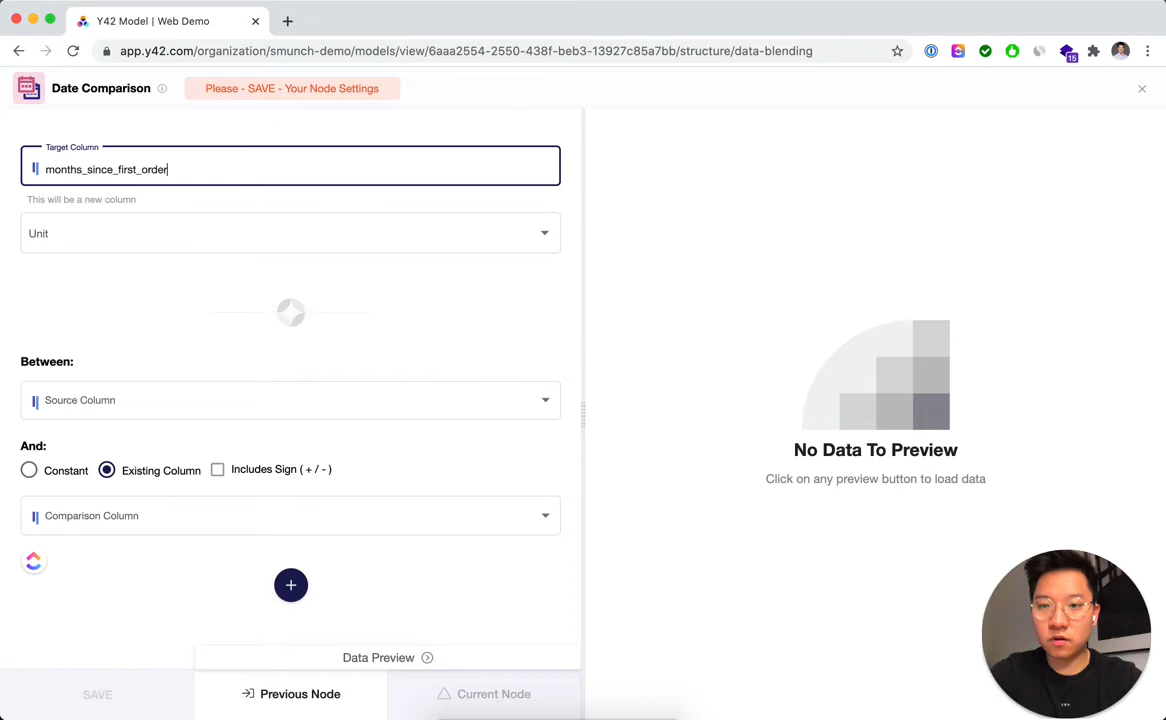 Y42 Model | Web Demo
app.y42.com/organization/smunch-demo/models/view/6aaa2554-2550-438f-beb3-13927c85a7bb/structure/data-blending
15
Date Comparison
Please - SAVE - Your Node Settings
Target Column
months_since_first_order
This will be a new column
Unit
Between:
Source Column
And:
Constant
Existing Column
Includes Sign ( + / - )
Comparison Column
Data Preview
SAVE
Previous Node
Current Node
No Data To Preview
Click on any preview button to load data